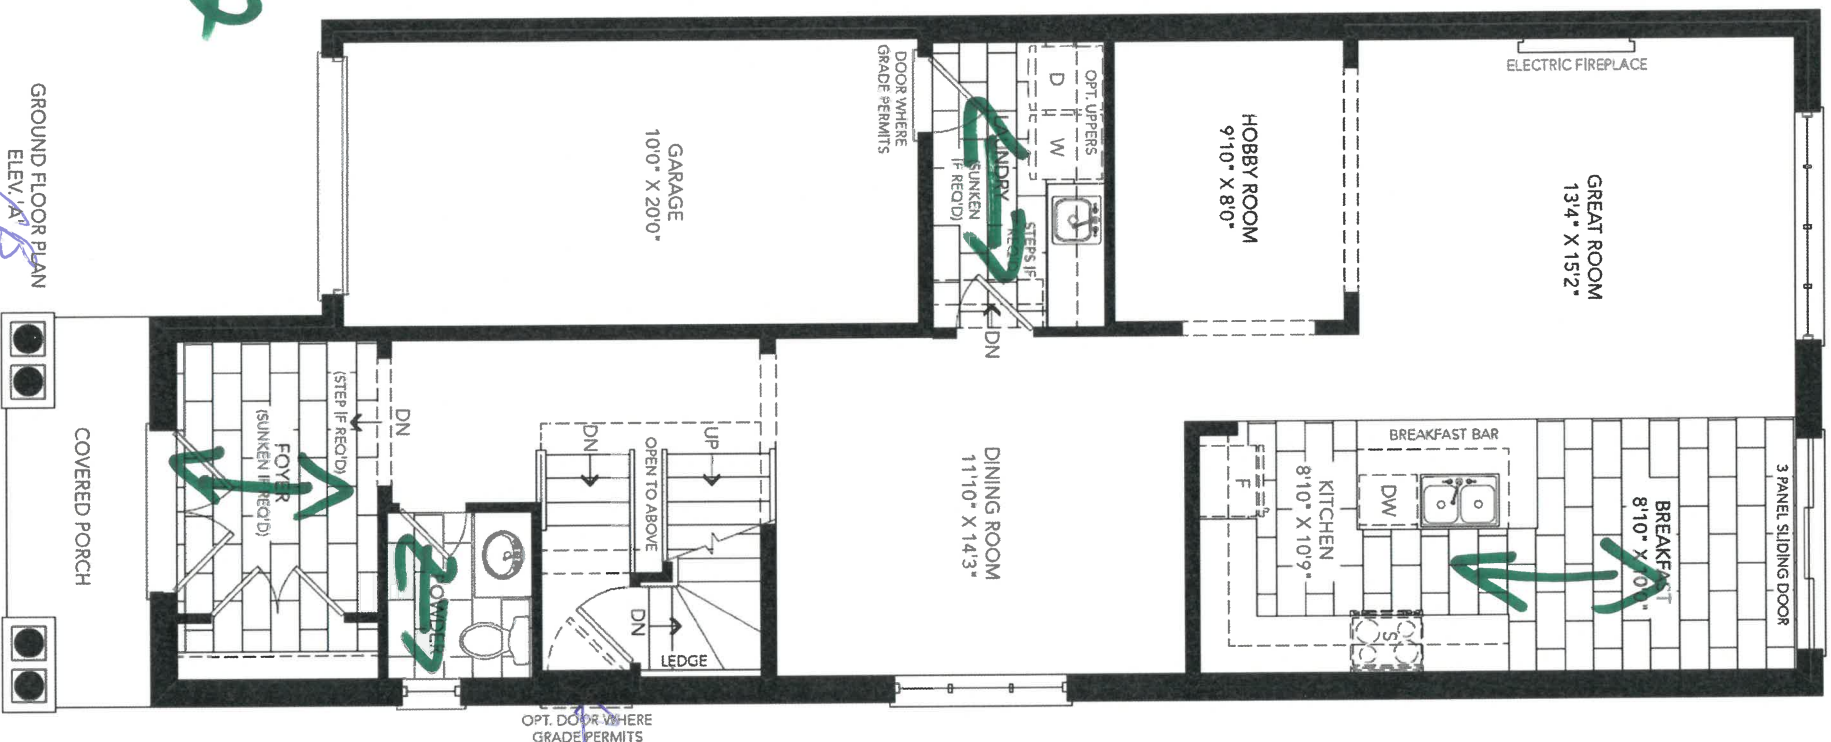 ELECTRIC FIREPLACE
GREAT ROOM
13'4" X 15'2"
HOBBY ROOM
9'10" X 8'0"
OPT. UPPERS
D
W
LAUNDRY
(SUNKEN
IF REQ'D)
STEPS IF
REQ'D
DN
DOOR WHERE
GRADE PERMITS
GARAGE
10'0" X 20'0"
GROUND FLOOR PLAN
ELEV. 'A'
3 PANEL SLIDING DOOR
BREAKFAST
8'10" X 10'0"
BREAKFAST BAR
DW
KITCHEN
8'10" X 10'9"
F
S
DINING ROOM
11'10" X 14'3"
UP
OPEN TO ABOVE
DN
DN
LEDGE
DN
(STEP IF REQ'D)
FOYER
(SUNKEN IF REQ'D)
POWDER
COVERED PORCH
OPT. DOOR WHERE
GRADE PERMITS